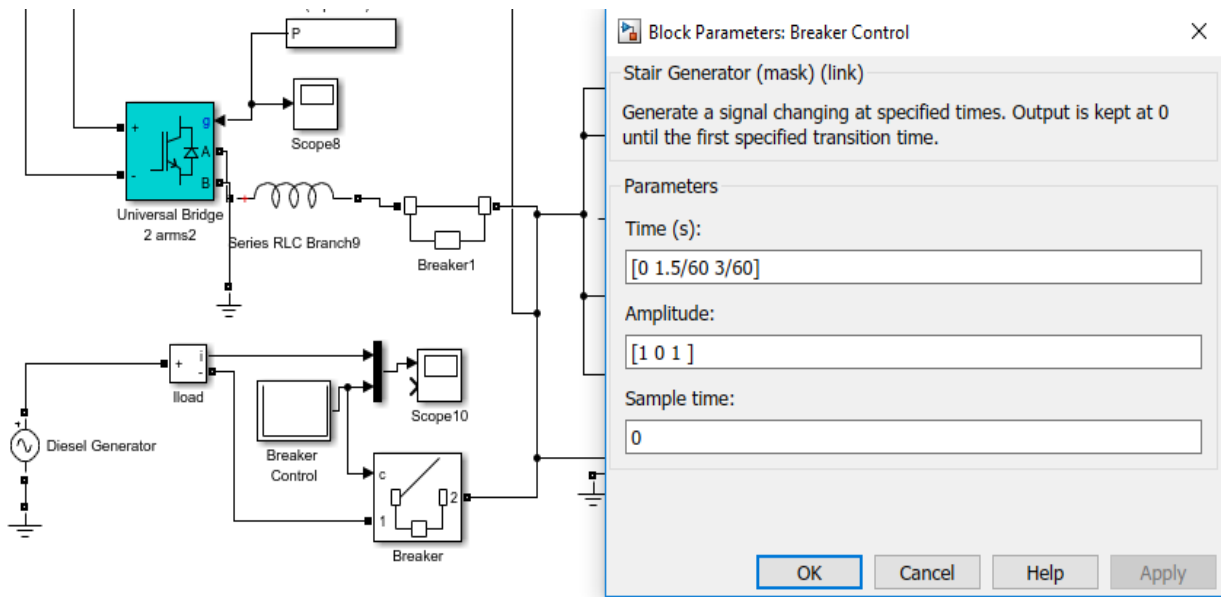 P
g
+
A
-
B
Scope8
Universal Bridge
2 arms2
Series RLC Branch9
Breaker1
+
i
-
Iload
Scope10
+
Diesel Generator
Breaker
Control
c
2
1
Breaker
Block Parameters: Breaker Control
Stair Generator (mask) (link)
Generate a signal changing at specified times. Output is kept at 0
until the first specified transition time.
Parameters
Time (s):
[0 1.5/60 3/60]
Amplitude:
[1 0 1 ]
Sample time:
0
OK
Cancel
Help
Apply